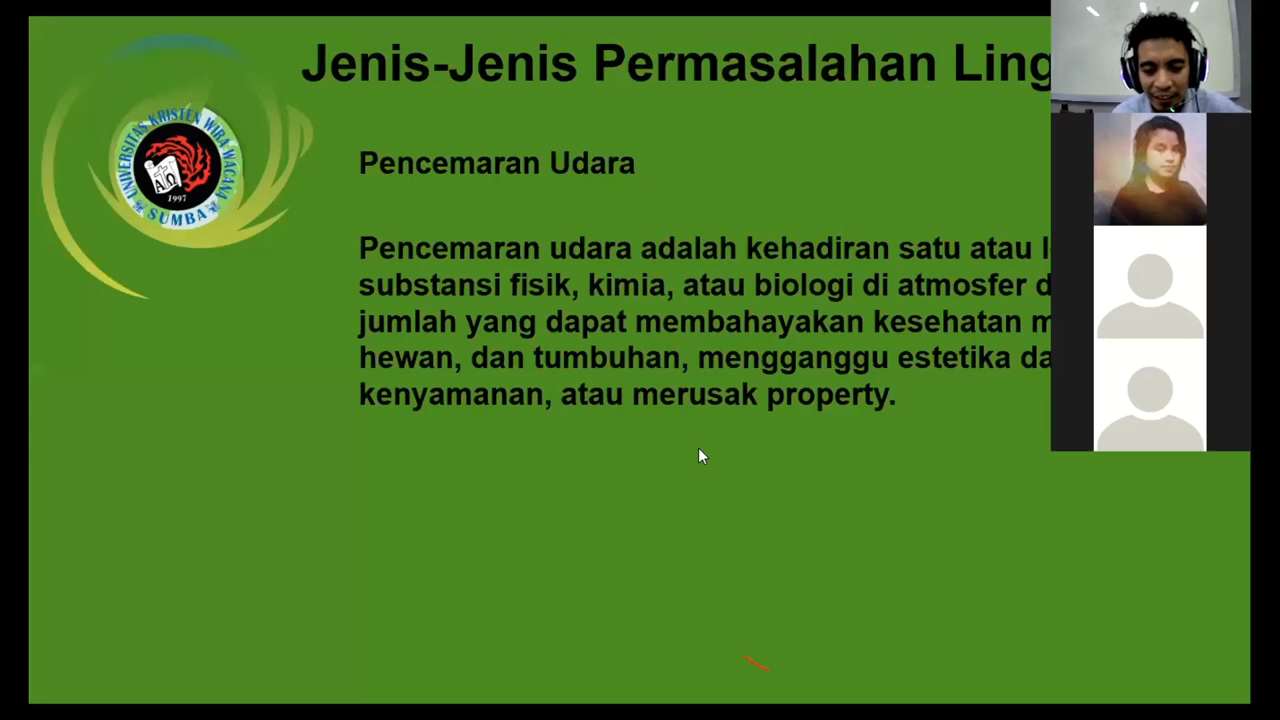 Jenis-Jenis Permasalahan Ling
Pencemaran Udara
Pencemaran udara adalah kehadiran satu atau
substansi fisik, kimia, atau biologi di atmosfer
jumlah yang dapat membahayakan kesehatan
hewan, dan tumbuhan, mengganggu estetika
kenyamanan, atau merusak property.
UNIVERSITAS KRISTEN WIRA WACANA
Α Ω
1997
SUMBA